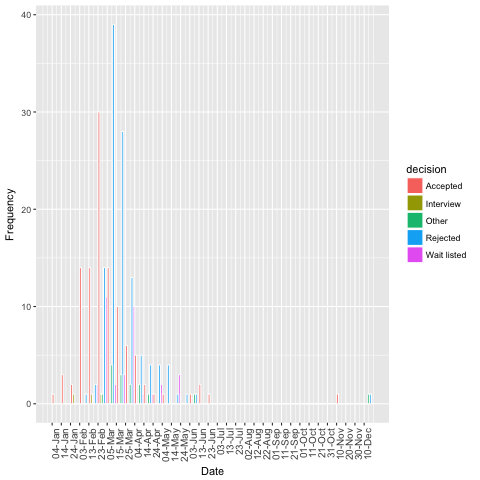 40
30
20
10
0
Frequency
04-Jan
14-Jan
24-Jan
03-Feb
13-Feb
23-Feb
05-Mar
15-Mar
25-Mar
04-Apr
14-Apr
24-Apr
04-May
14-May
24-May
03-Jun
13-Jun
23-Jun
03-Jul
13-Jul
23-Jul
02-Aug
12-Aug
22-Aug
01-Sep
11-Sep
21-Sep
01-Oct
11-Oct
21-Oct
31-Oct
10-Nov
20-Nov
30-Nov
10-Dec
Date
decision
Accepted
Interview
Other
Rejected
Wait listed